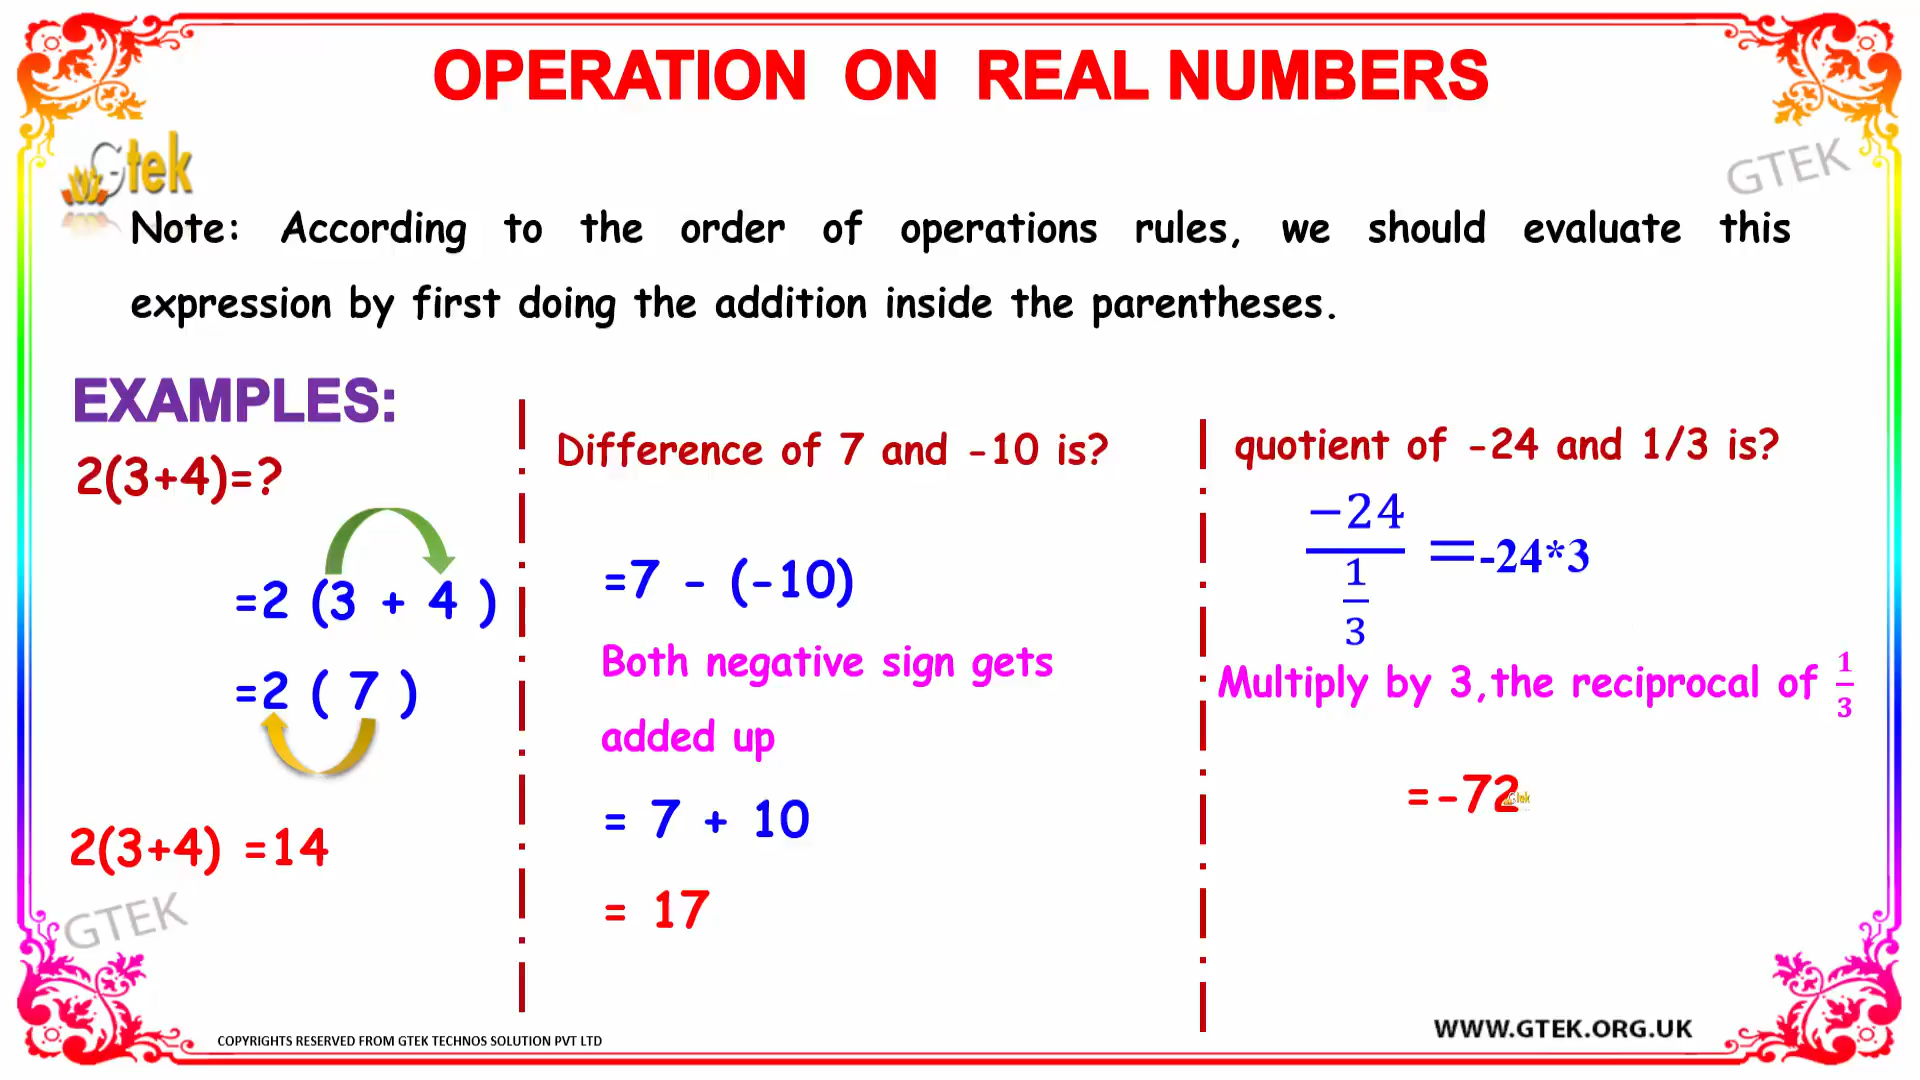 OPERATION ON REAL NUMBERS
Gtek
GTEK
Note: According to the order of operations rules, we should evaluate this
expression by first doing the addition inside the parentheses.
EXAMPLES:
2(3+4)=?
=2 (3 + 4 )
=2 ( 7 )
2(3+4) =14
Difference of 7 and -10 is?
=7 - (-10)
Both negative sign gets
added up
= 7 + 10
= 17
quotient of -24 and 1/3 is?
−24
1
3
=-24*3
Multiply by 3,the reciprocal of 1/3
=-72
Gtek
GTEK
COPYRIGHTS RESERVED FROM GTEK TECHNOS SOLUTION PVT LTD
WWW.GTEK.ORG.UK